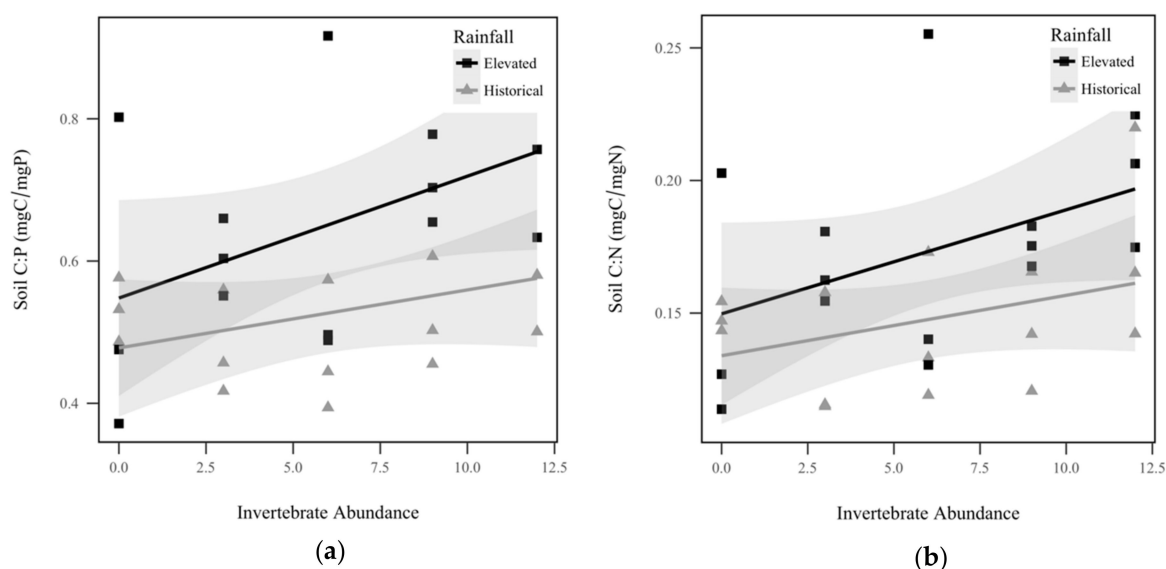 Rainfall
Elevated
Historical
0.8
0.6
0.4
Soil C:P (mgC/mgP)
0.0 2.5 5.0 7.5 10.0 12.5
Invertebrate Abundance
(a)
Rainfall
Elevated
Historical
0.25
0.20
0.15
Soil C:N (mgC/mgN)
0.0 2.5 5.0 7.5 10.0 12.5
Invertebrate Abundance
(b)